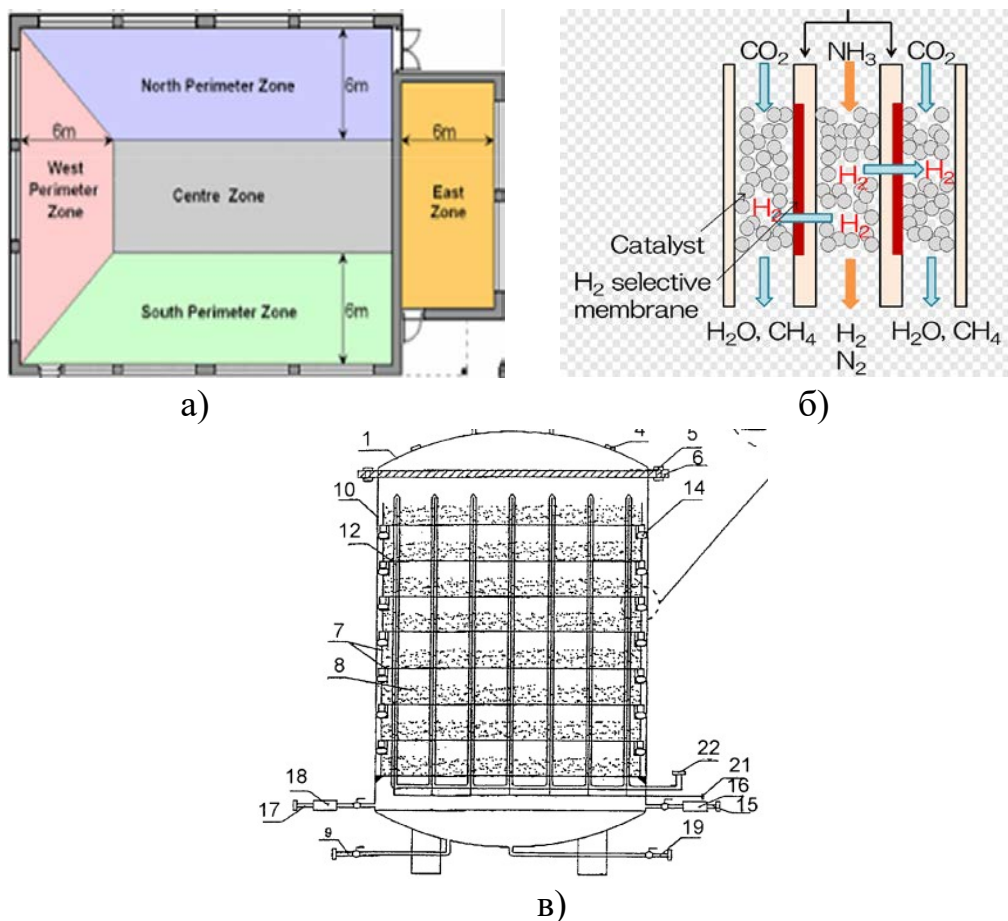 North Perimeter Zone
6m
6m
West
Perimeter
Zone
Centre Zone
6m
East
Zone
South Perimeter Zone
6m
а)
CO2
NH3
CO2
H2
H2
H2
H2
Catalyst
H2 selective
membrane
H2O, CH4
H2
N2
H2O, CH4
б)
1
4
5
6
10
14
12
7
8
22
21
18
16
17
15
9
19
в)